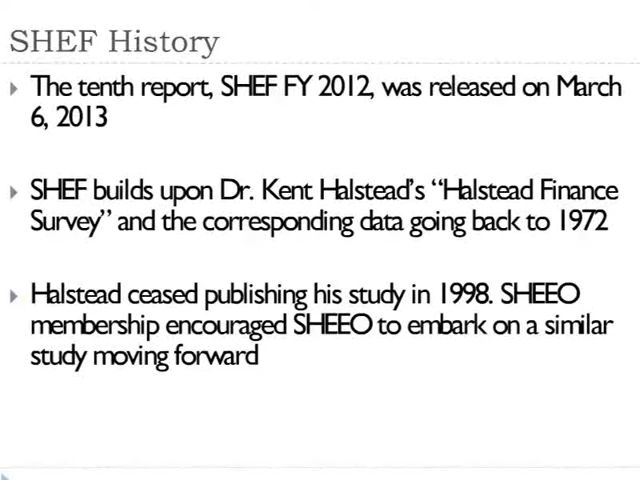 SHEF History
The tenth report, SHEF FY 2012, was released on March
6, 2013
SHEF builds upon Dr. Kent Halstead’s “Halstead Finance
Survey” and the corresponding data going back to 1972
Halstead ceased publishing his study in 1998. SHEEO
membership encouraged SHEEO to embark on a similar
study moving forward